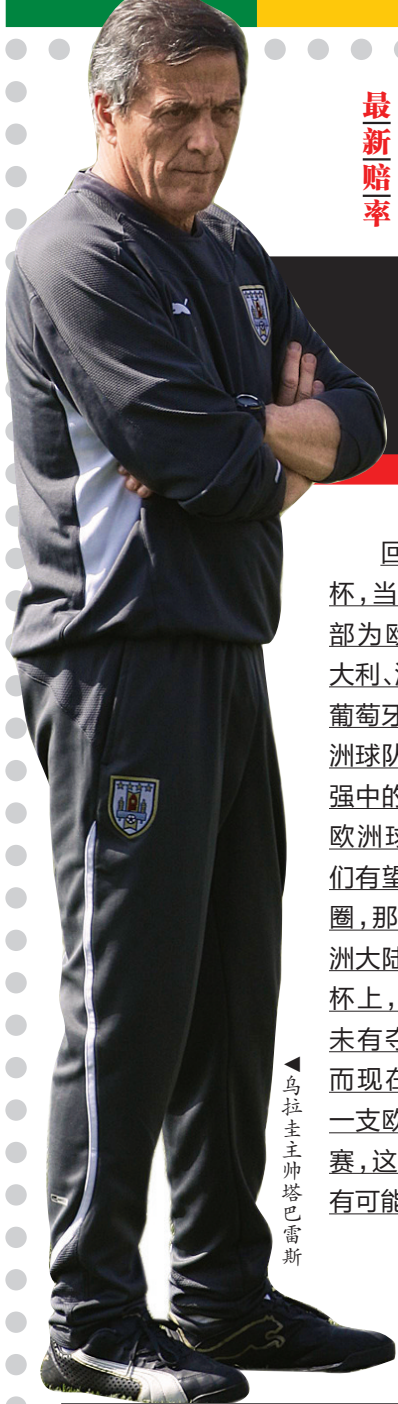 最新赔率
回
杯，当
部为欧
大利、法
葡萄牙
洲球队
强中的
欧洲球
们有望
圈，那
洲大陆
杯上，
未有夺
而现在
一支欧
赛，这
有可能
◀乌拉圭主帅塔巴雷斯